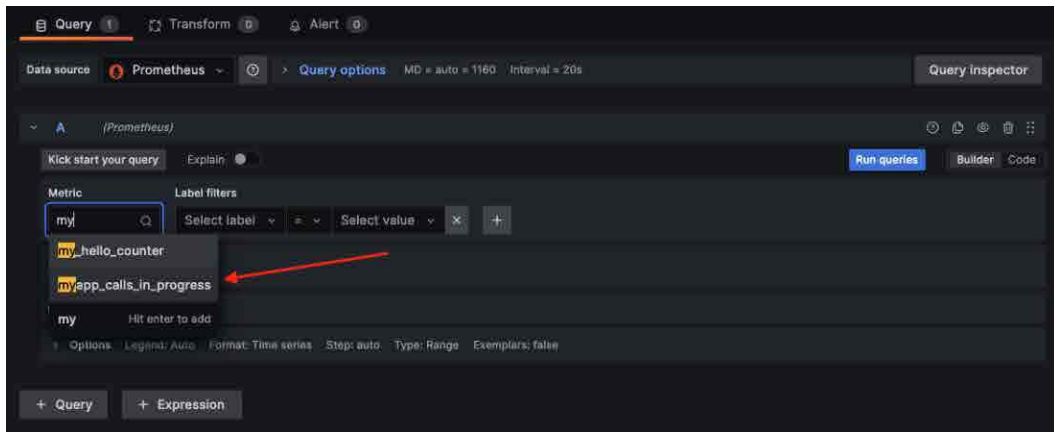 Query 1 Transform 0 Alert 0
Data source Prometheus Query options MD = auto = 1160 Interval = 20s Query inspector
A (Prometheus)
Kick start your query Explain Run queries Builder Code
Metric Label filters
my Select label = Select value
my_hello_counter
myapp_calls_in_progress
my Hit enter to add
Options Legend: Auto Format: Time series Step: auto Type: Range Exemplars: false
+ Query + Expression